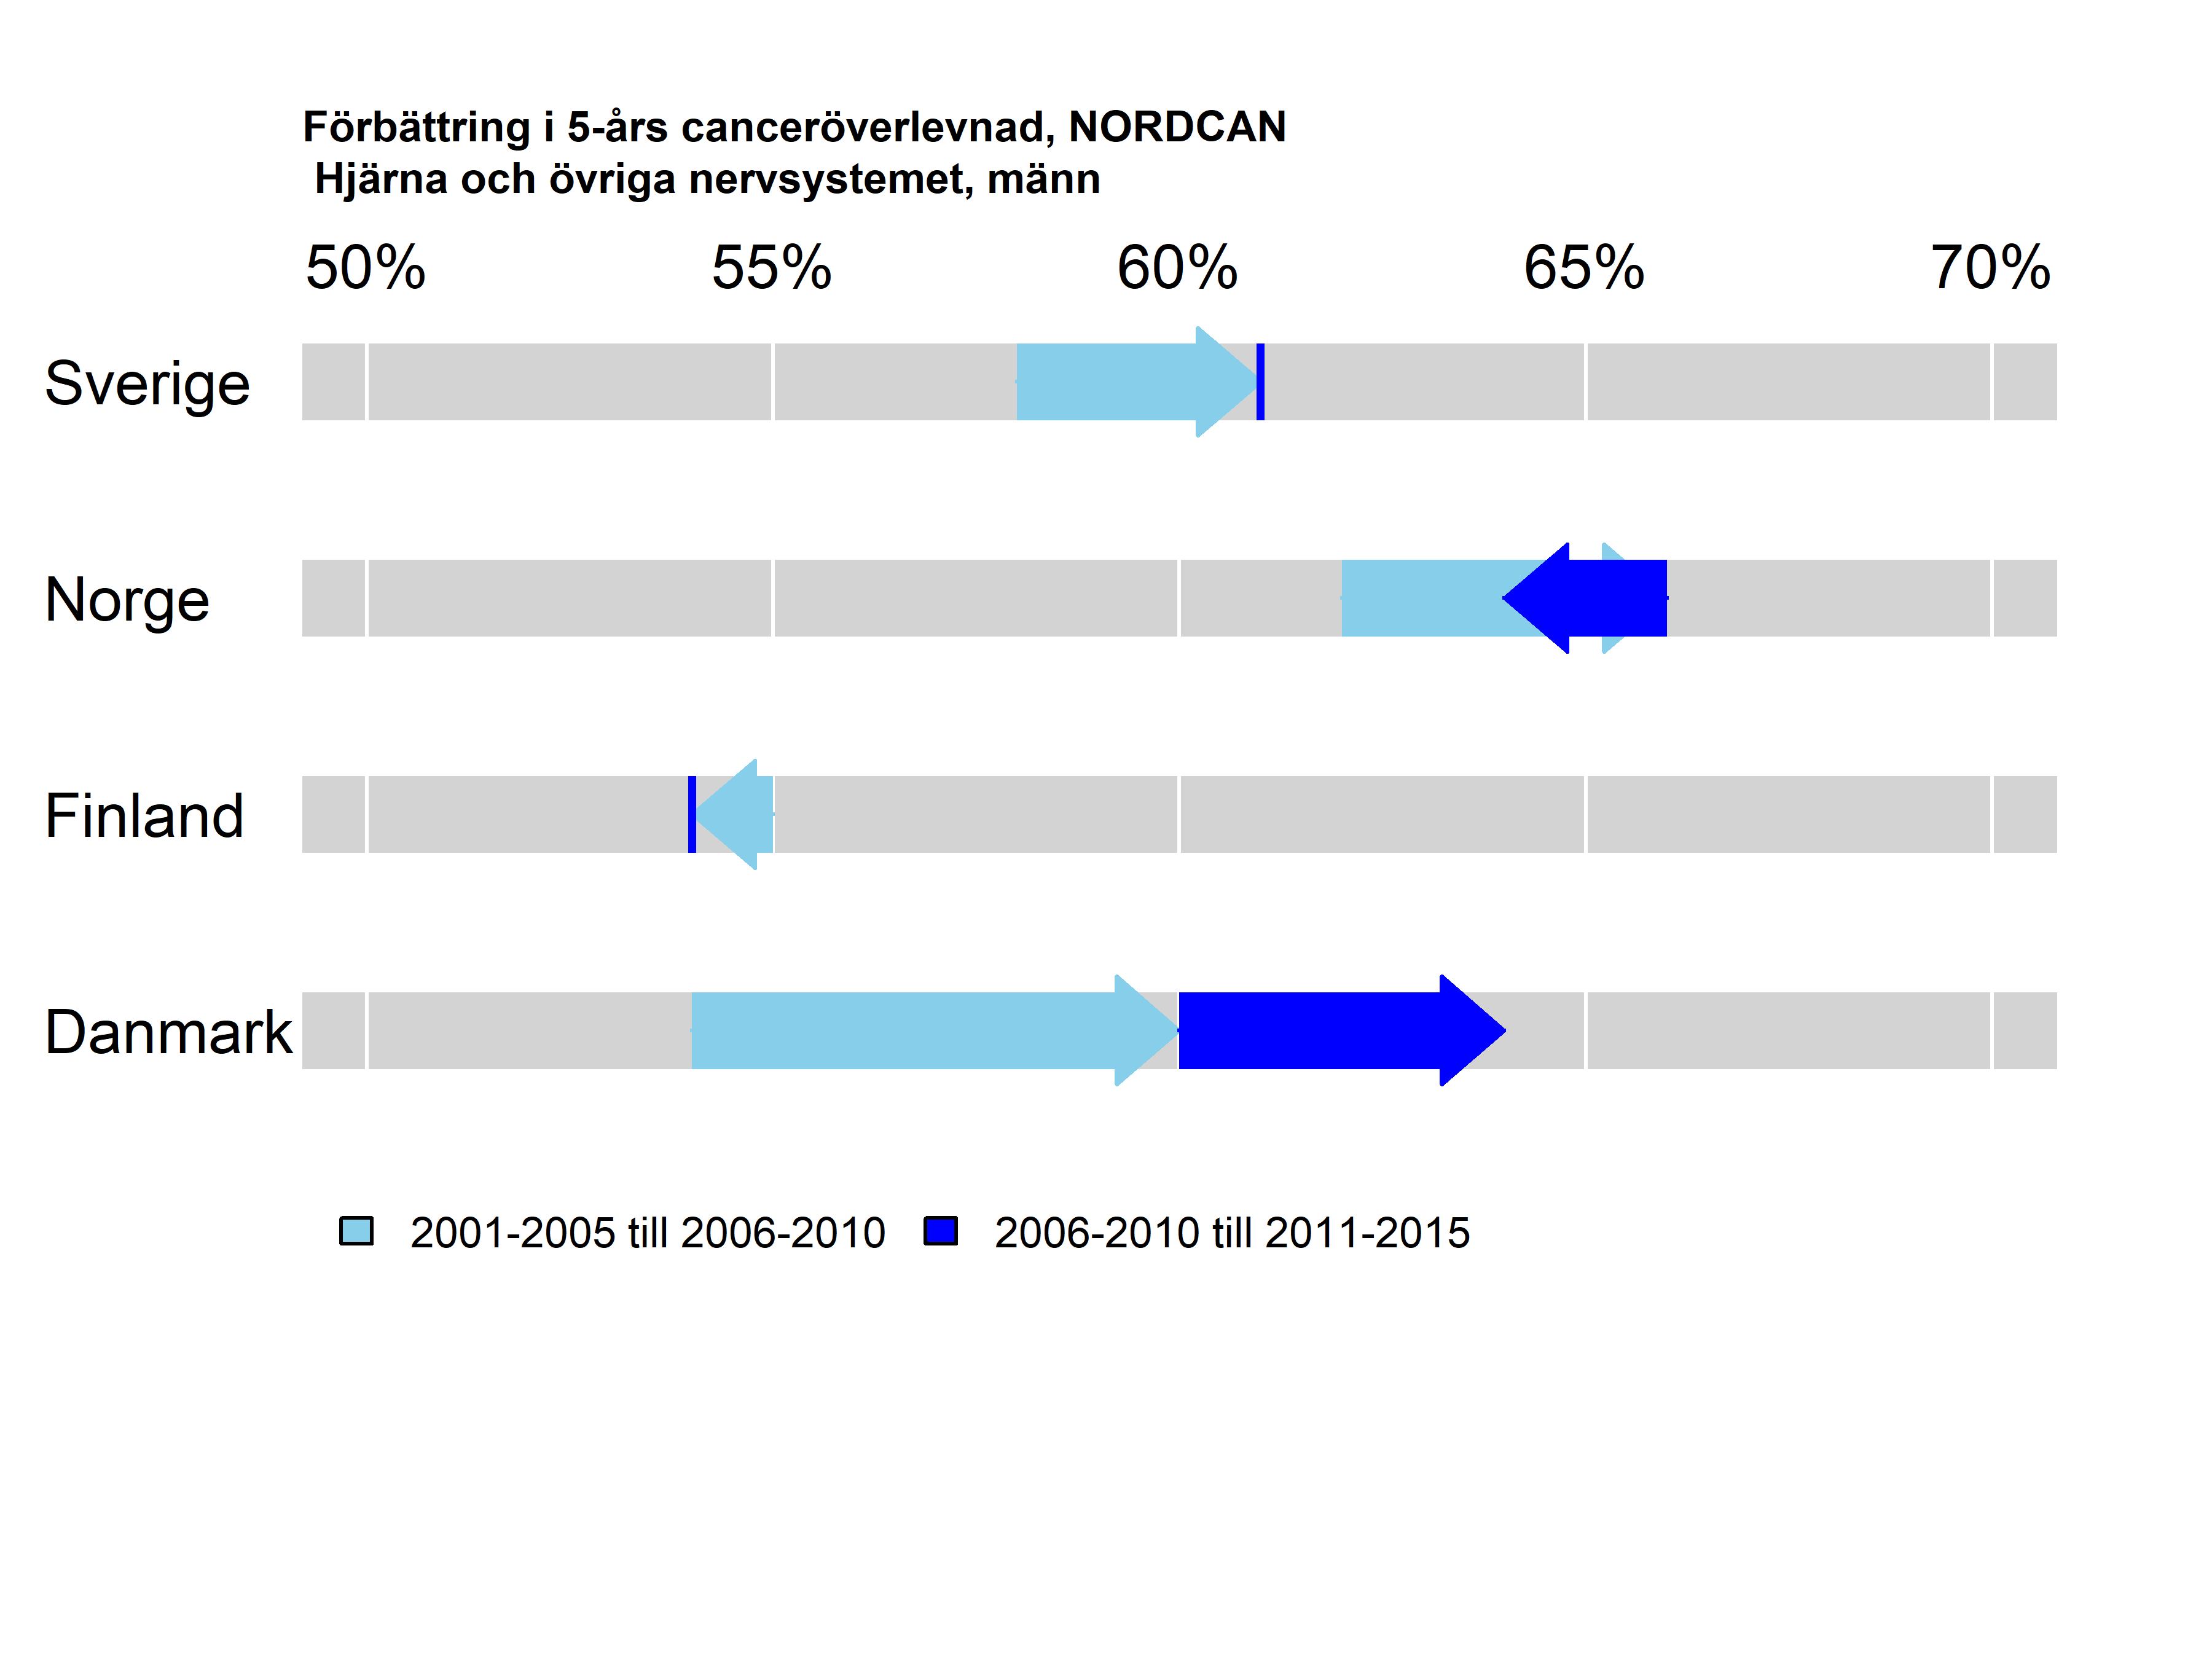 Förbättring i 5-års canceröverlevnad, NORDCAN
Hjärna och övriga nervsystemet, männ
50% 55% 60% 65% 70%
Sverige
Norge
Finland
Danmark
2001-2005 till 2006-2010 2006-2010 till 2011-2015